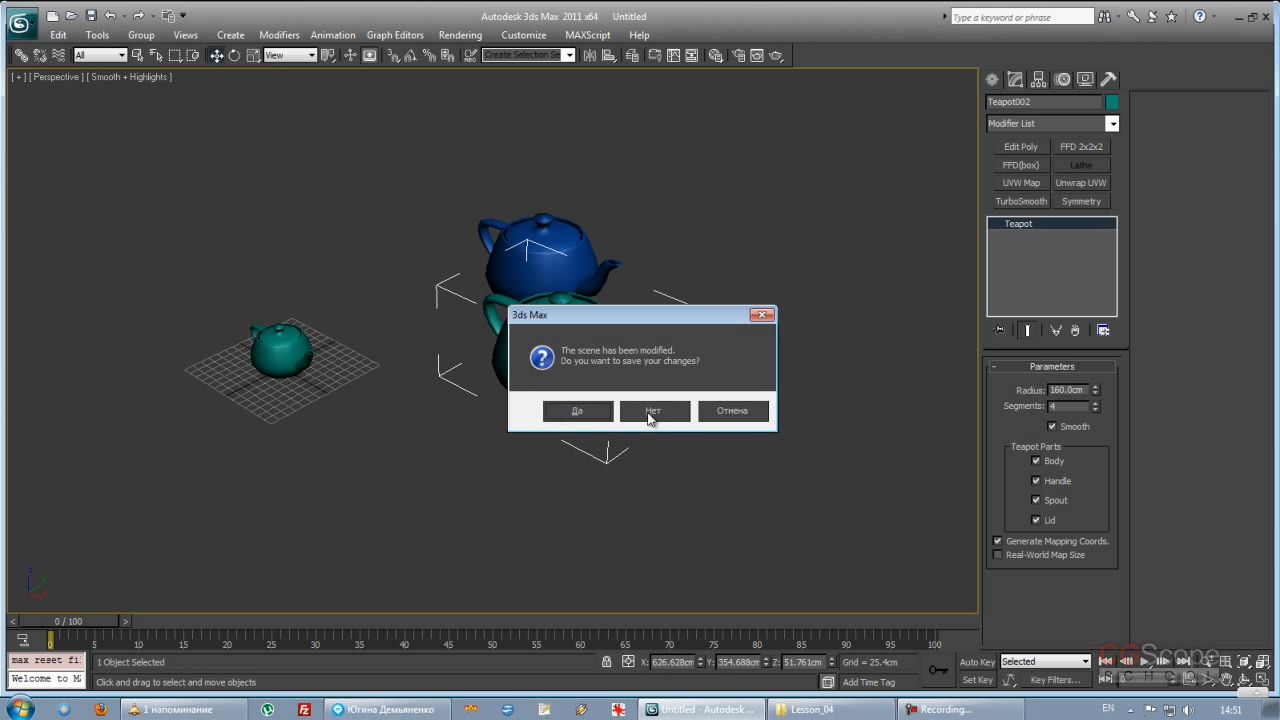 Autodesk 3ds Max 2011 x64 Untitled
Type a keyword or phrase
Edit Tools Group Views Create Modifiers Animation Graph Editors Rendering Customize MAXScript Help
All View Create Selection Se
[ + ] [ Perspective ] [ Smooth + Highlights ]
Teapot002
Modifier List
Edit Poly FFD 2x2x2
FFD(box) Lathe
UVW Map Unwrap UVW
TurboSmooth Symmetry
Teapot
3ds Max
The scene has been modified.
Do you want to save your changes?
Да Нет Отмена
- Parameters
Radius: 160.0cm
Segments: 4
Smooth
Teapot Parts
Body
Handle
Spout
Lid
Generate Mapping Coords.
Real-World Map Size
z
< 0 / 100 >
0 5 10 15 20 25 30 35 40 45 50 55 60 65 70 75 80 85 90 95 100
max reset fi
Welcome to M
1 Object Selected
X: 626.628cm Y: 354.688cm Z: 51.761cm Grid = 25.4cm
Auto Key Selected
Click and drag to select and move objects
Add Time Tag
Set Key Key Filters...
CGScope
1 напоминание
Югина Демьяненко
Untitled - Autodesk ...
Lesson_04
Recording...
EN
14:51